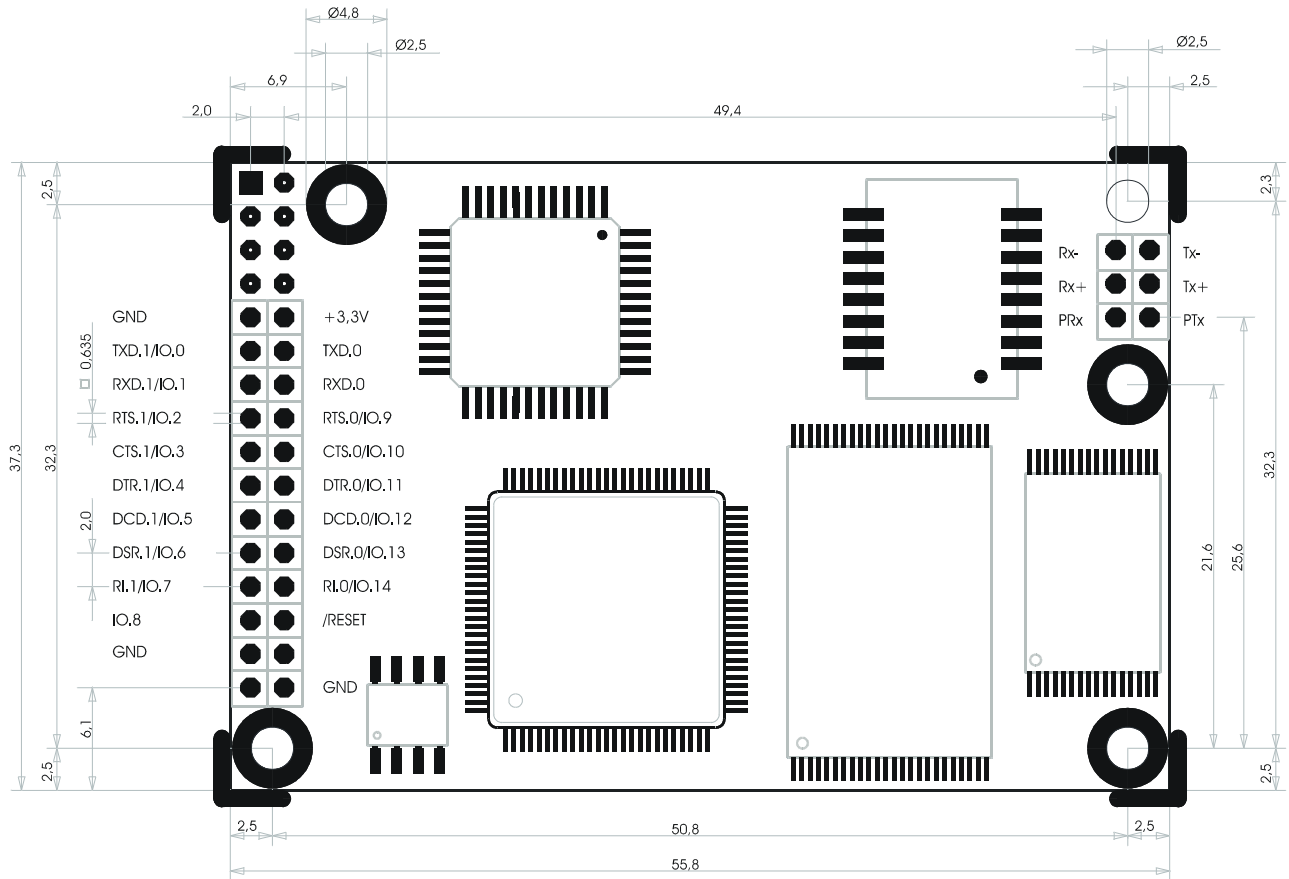 Ø4,8
Ø2,5
Ø2,5
6,9
2,5
2,0
49,4
2,5
2,3
Rx- Tx-
Rx+ Tx+
PRx PTx
GND +3,3V
TXD.1/IO.0 TXD.0
RXD.1/IO.1 RXD.0
RTS.1/IO.2 RTS.0/IO.9
CTS.1/IO.3 CTS.0/IO.10
DTR.1/IO.4 DTR.0/IO.11
DCD.1/IO.5 DCD.0/IO.12
DSR.1/IO.6 DSR.0/IO.13
RI.1/IO.7 RI.0/IO.14
IO.8 /RESET
GND
GND
0,635
37,3
32,3
2,0
6,1
2,5
32,3
21,6
25,6
2,5
2,5
50,8
2,5
55,8